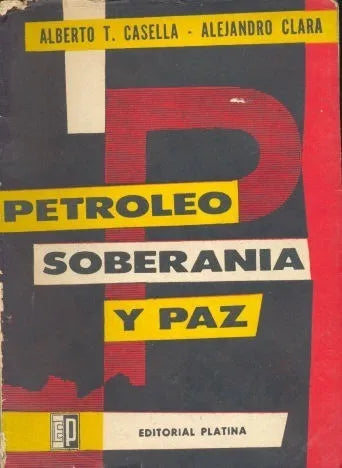 ALBERTO T. CASELLA - ALEJANDRO CLARA
PETROLEO
SOBERANIA
Y PAZ
EDITORIAL PLATINA